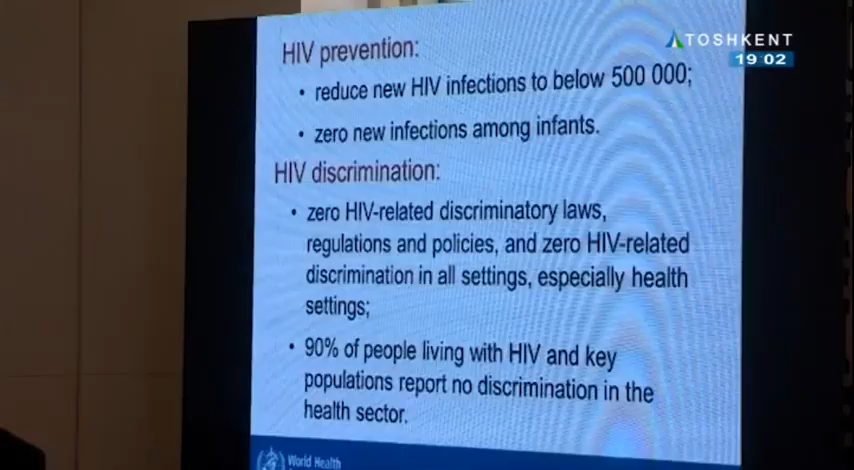 HIV prevention:
• reduce new HIV infections to below 500 000;
• zero new infections among infants.
HIV discrimination:
• zero HIV-related discriminatory laws,
regulations and policies, and zero HIV-related
discrimination in all settings, especially health
settings;
• 90% of people living with HIV and key
populations report no discrimination in the
health sector.
World Health
TOSHKENT
19 02